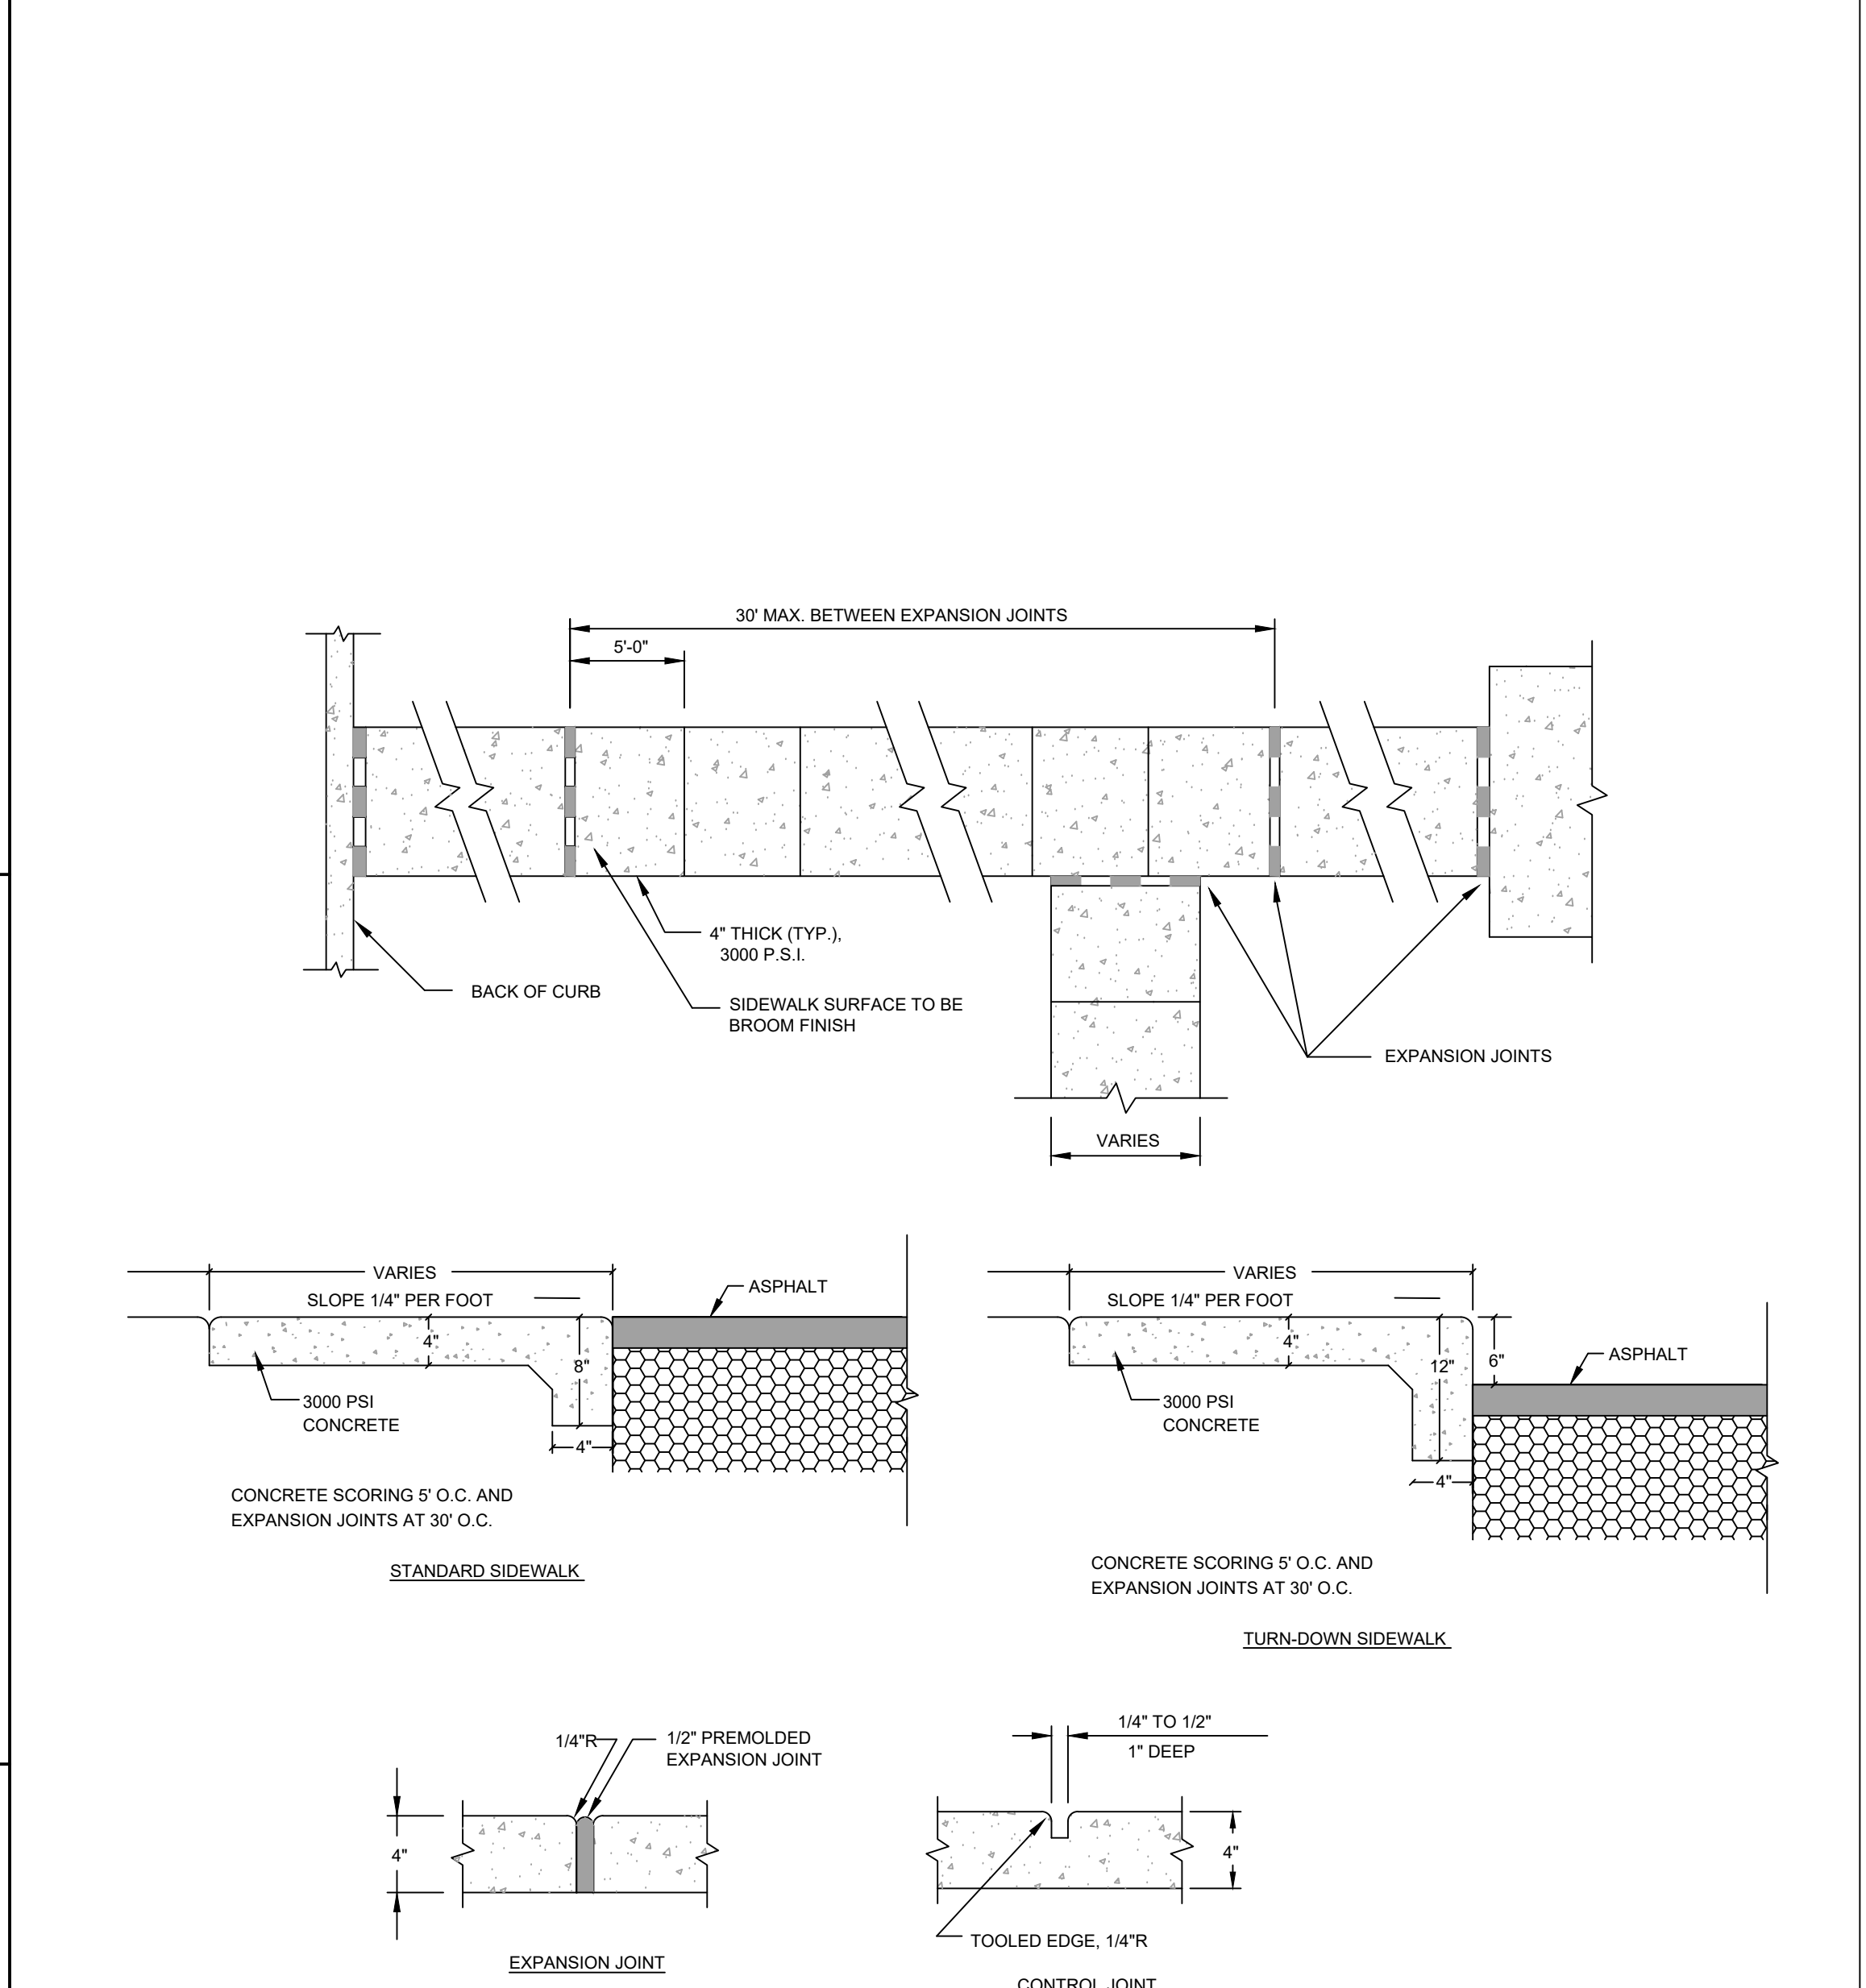 30' MAX. BETWEEN EXPANSION JOINTS
5'-0"
4" THICK (TYP.),
3000 P.S.I.
BACK OF CURB
SIDEWALK SURFACE TO BE
BROOM FINISH
EXPANSION JOINTS
VARIES
VARIES
SLOPE 1/4" PER FOOT
ASPHALT
4"
8"
3000 PSI
CONCRETE
4"
CONCRETE SCORING 5' O.C. AND
EXPANSION JOINTS AT 30' O.C.
STANDARD SIDEWALK
VARIES
SLOPE 1/4" PER FOOT
4"
12"
6"
ASPHALT
3000 PSI
CONCRETE
4"
CONCRETE SCORING 5' O.C. AND
EXPANSION JOINTS AT 30' O.C.
TURN-DOWN SIDEWALK
1/4"R
1/2" PREMOLDED
EXPANSION JOINT
4"
EXPANSION JOINT
1/4" TO 1/2"
1" DEEP
4"
TOOLED EDGE, 1/4"R
CONTROL JOINT